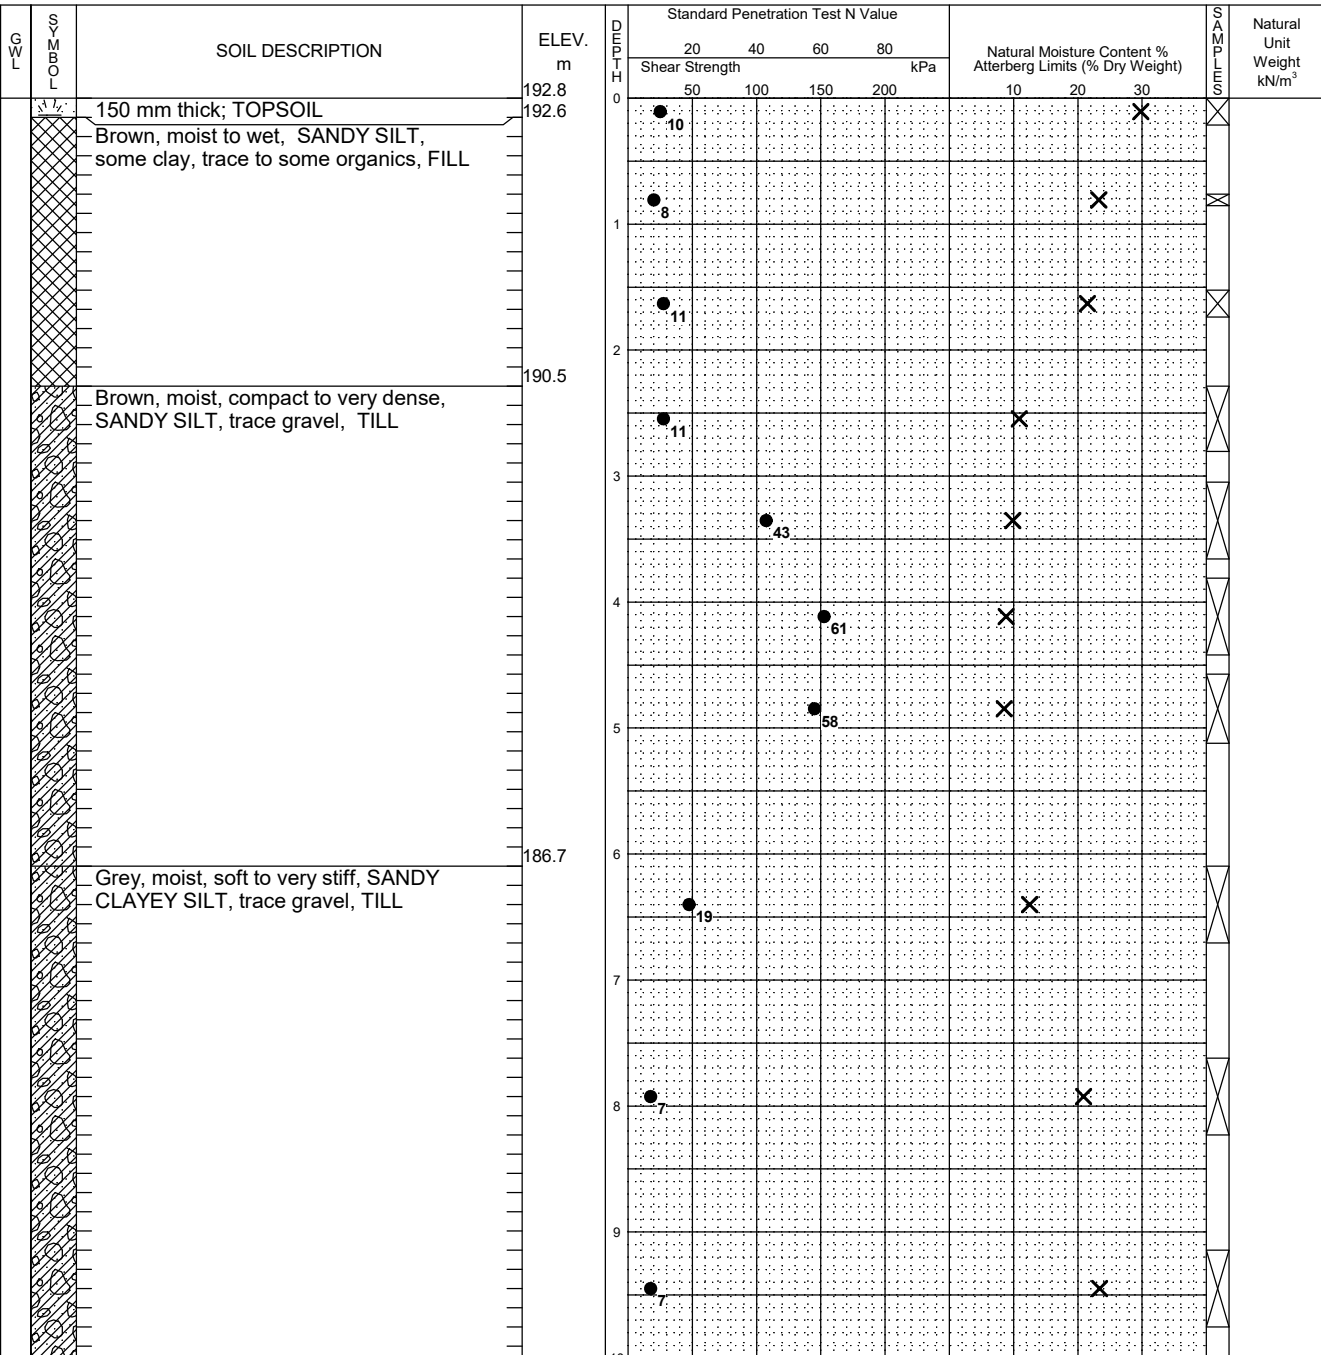 GWL
SYMBOL
SOIL DESCRIPTION
ELEV.
m
DEPTH
Standard Penetration Test N Value
20 40 60 80
Shear Strength kPa
50 100 150 200
Natural Moisture Content %
Atterberg Limits (% Dry Weight)
10 20 30
SAMPLES
Natural
Unit
Weight
kN/m³
192.8
0
150 mm thick; TOPSOIL
192.6
10
Brown, moist to wet, SANDY SILT,
some clay, trace to some organics, FILL
8
1
11
2
190.5
Brown, moist, compact to very dense,
SANDY SILT, trace gravel, TILL
11
3
43
4
61
58
5
6
186.7
Grey, moist, soft to very stiff, SANDY
CLAYEY SILT, trace gravel, TILL
19
7
8
7
9
7